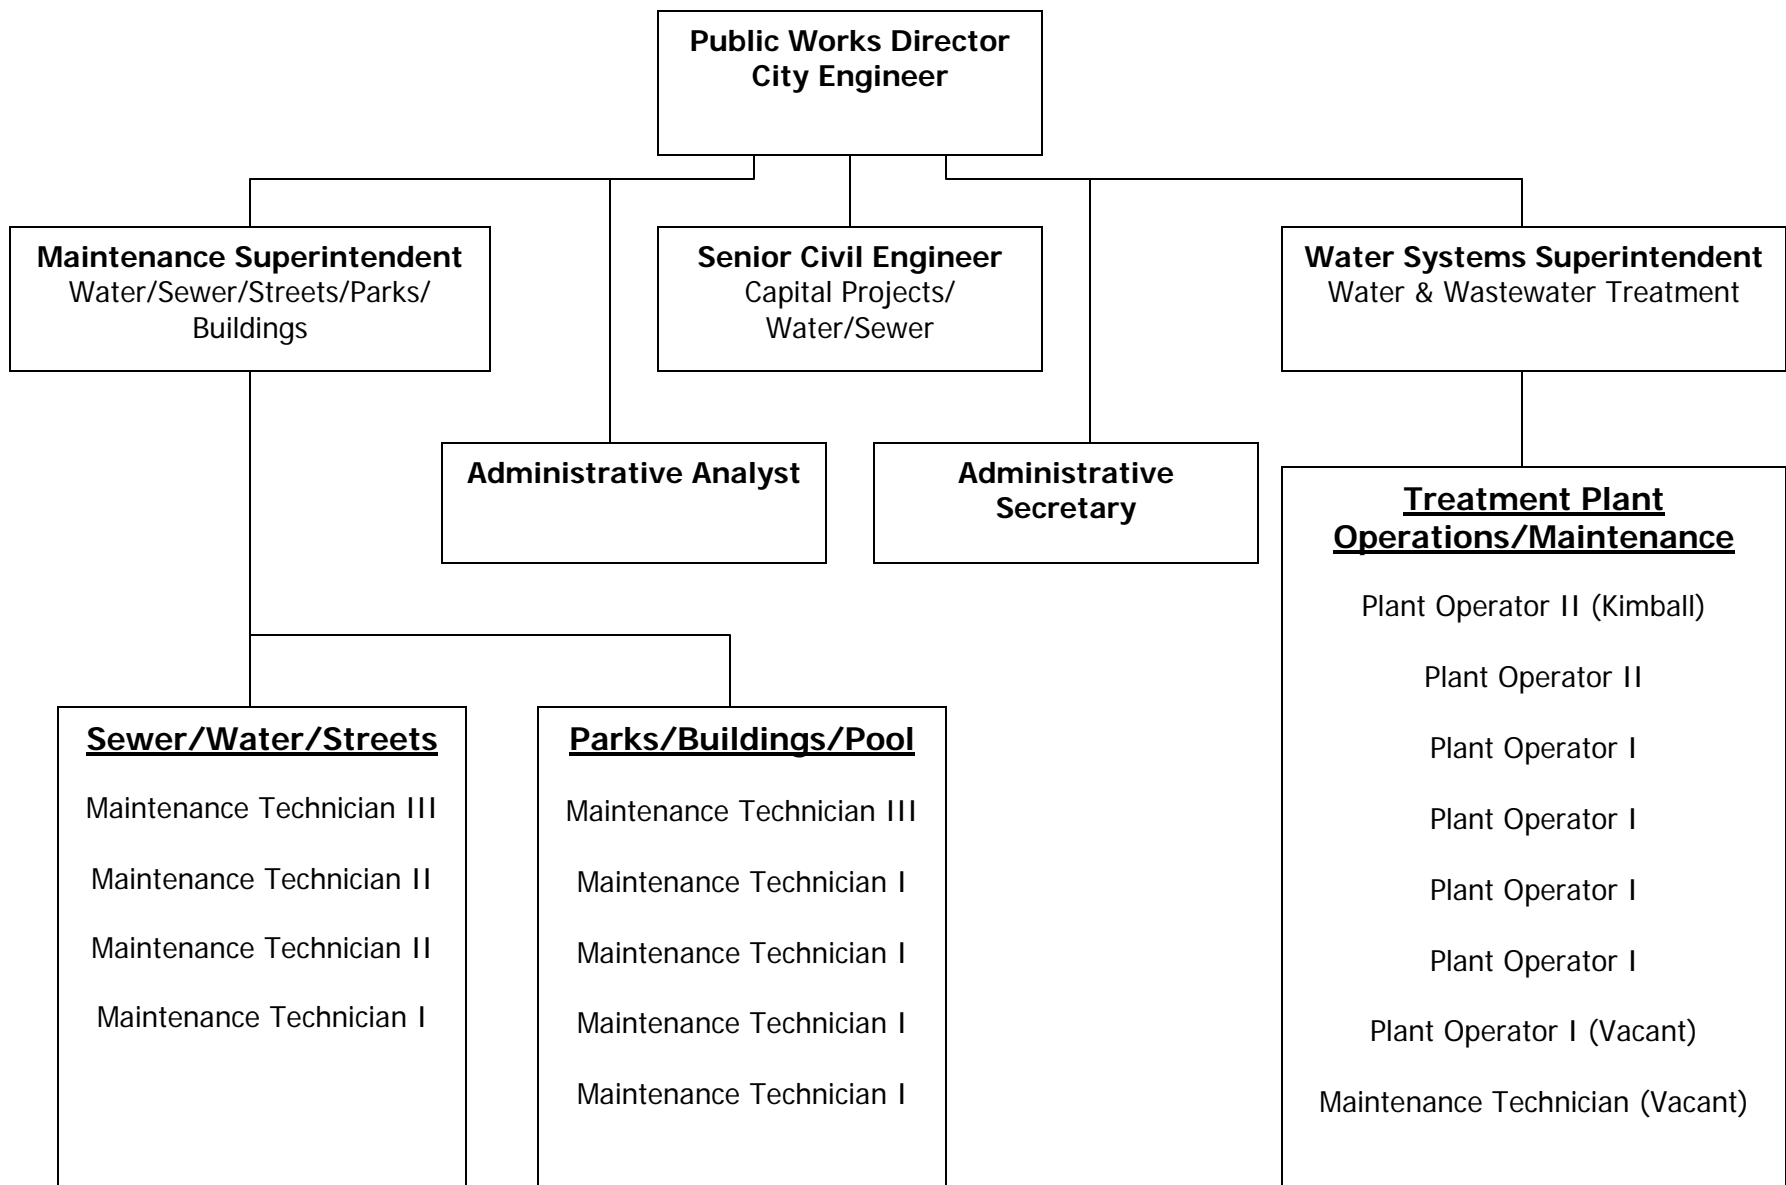 Public Works Director
City Engineer
Maintenance Superintendent
Water/Sewer/Streets/Parks/
Buildings
Senior Civil Engineer
Capital Projects/
Water/Sewer
Water Systems Superintendent
Water & Wastewater Treatment
Administrative Analyst
Administrative
Secretary
Treatment Plant
Operations/Maintenance
Plant Operator II (Kimball)
Plant Operator II
Plant Operator I
Plant Operator I
Plant Operator I
Plant Operator I
Plant Operator I (Vacant)
Maintenance Technician (Vacant)
Sewer/Water/Streets
Maintenance Technician III
Maintenance Technician II
Maintenance Technician II
Maintenance Technician I
Parks/Buildings/Pool
Maintenance Technician III
Maintenance Technician I
Maintenance Technician I
Maintenance Technician I
Maintenance Technician I